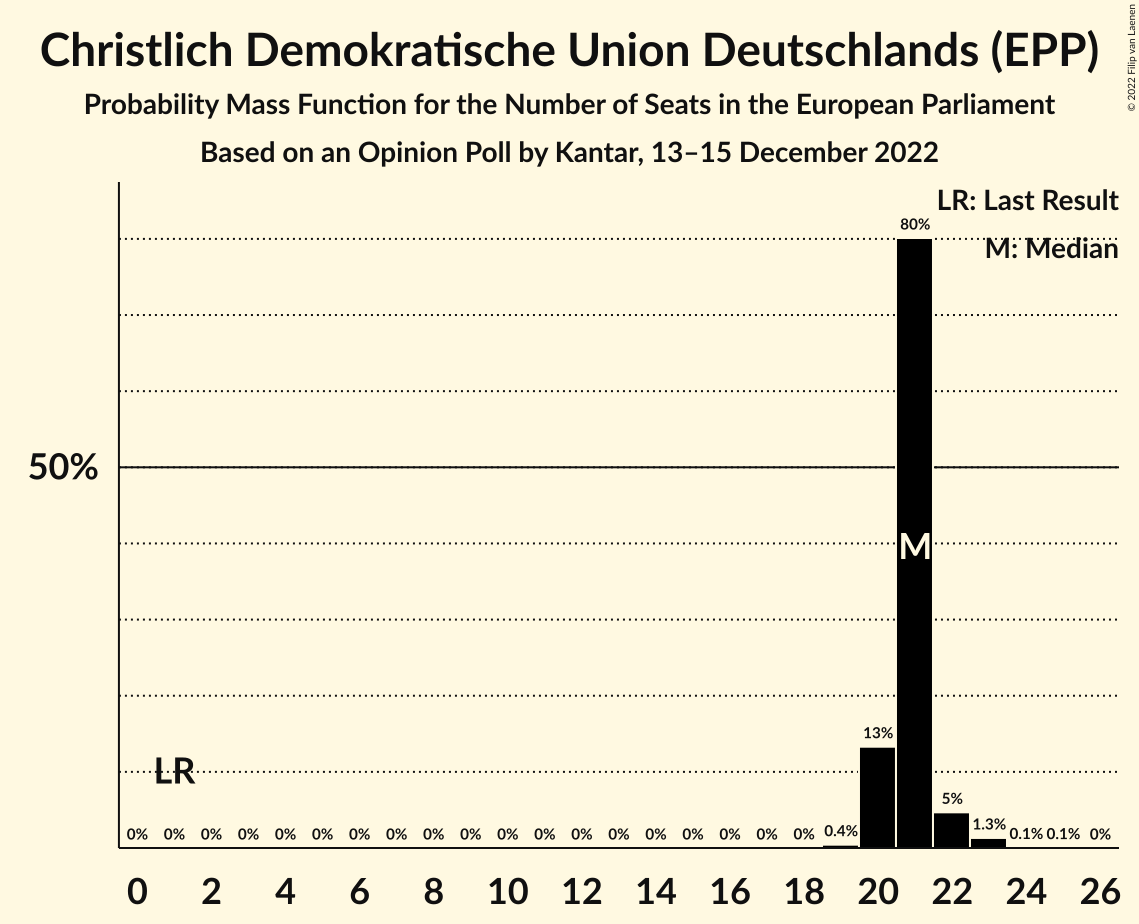 Christlich Demokratische Union Deutschlands (EPP)
Probability Mass Function for the Number of Seats in the European Parliament
Based on an Opinion Poll by Kantar, 13–15 December 2022
© 2022 Filip van Laenen
LR: Last Result
M: Median
80%
50%
M
13%
LR
5%
0% 0% 0% 0% 0% 0% 0% 0% 0% 0% 0% 0% 0% 0% 0% 0% 0% 0% 0% 0.4% 1.3% 0.1% 0.1% 0%
0 2 4 6 8 10 12 14 16 18 20 22 24 26